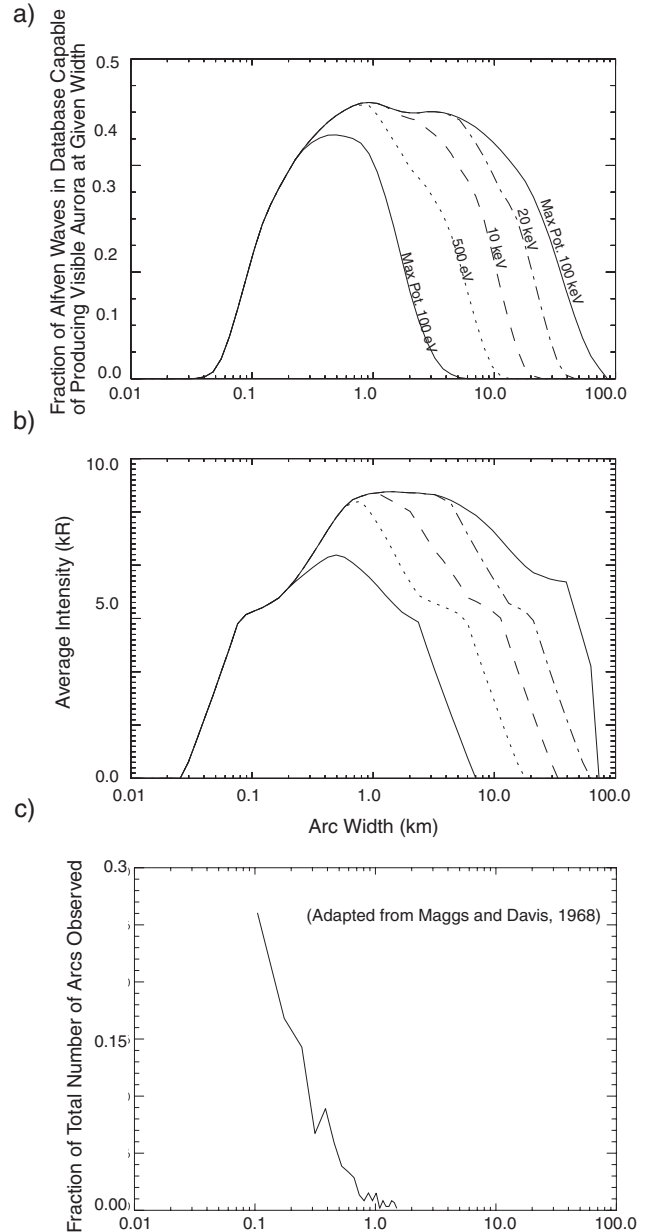 a)
Fraction of Alfven Waves in Database Capable
of Producing Visible Aurora at Given Width
0.5
0.4
0.3
0.2
0.1
0.0
Max Pot. 100 eV
500 eV
10 keV
20 keV
Max Pot. 100 keV
0.01
0.1
1.0
10.0
100.0
b)
Average Intensity (kR)
10.0
5.0
0.0
0.01
0.1
1.0
10.0
100.0
Arc Width (km)
c)
Fraction of Total Number of Arcs Observed
0.3
0.15
0.00
(Adapted from Maggs and Davis, 1968)
0.01
0.1
1.0
10.0
100.0